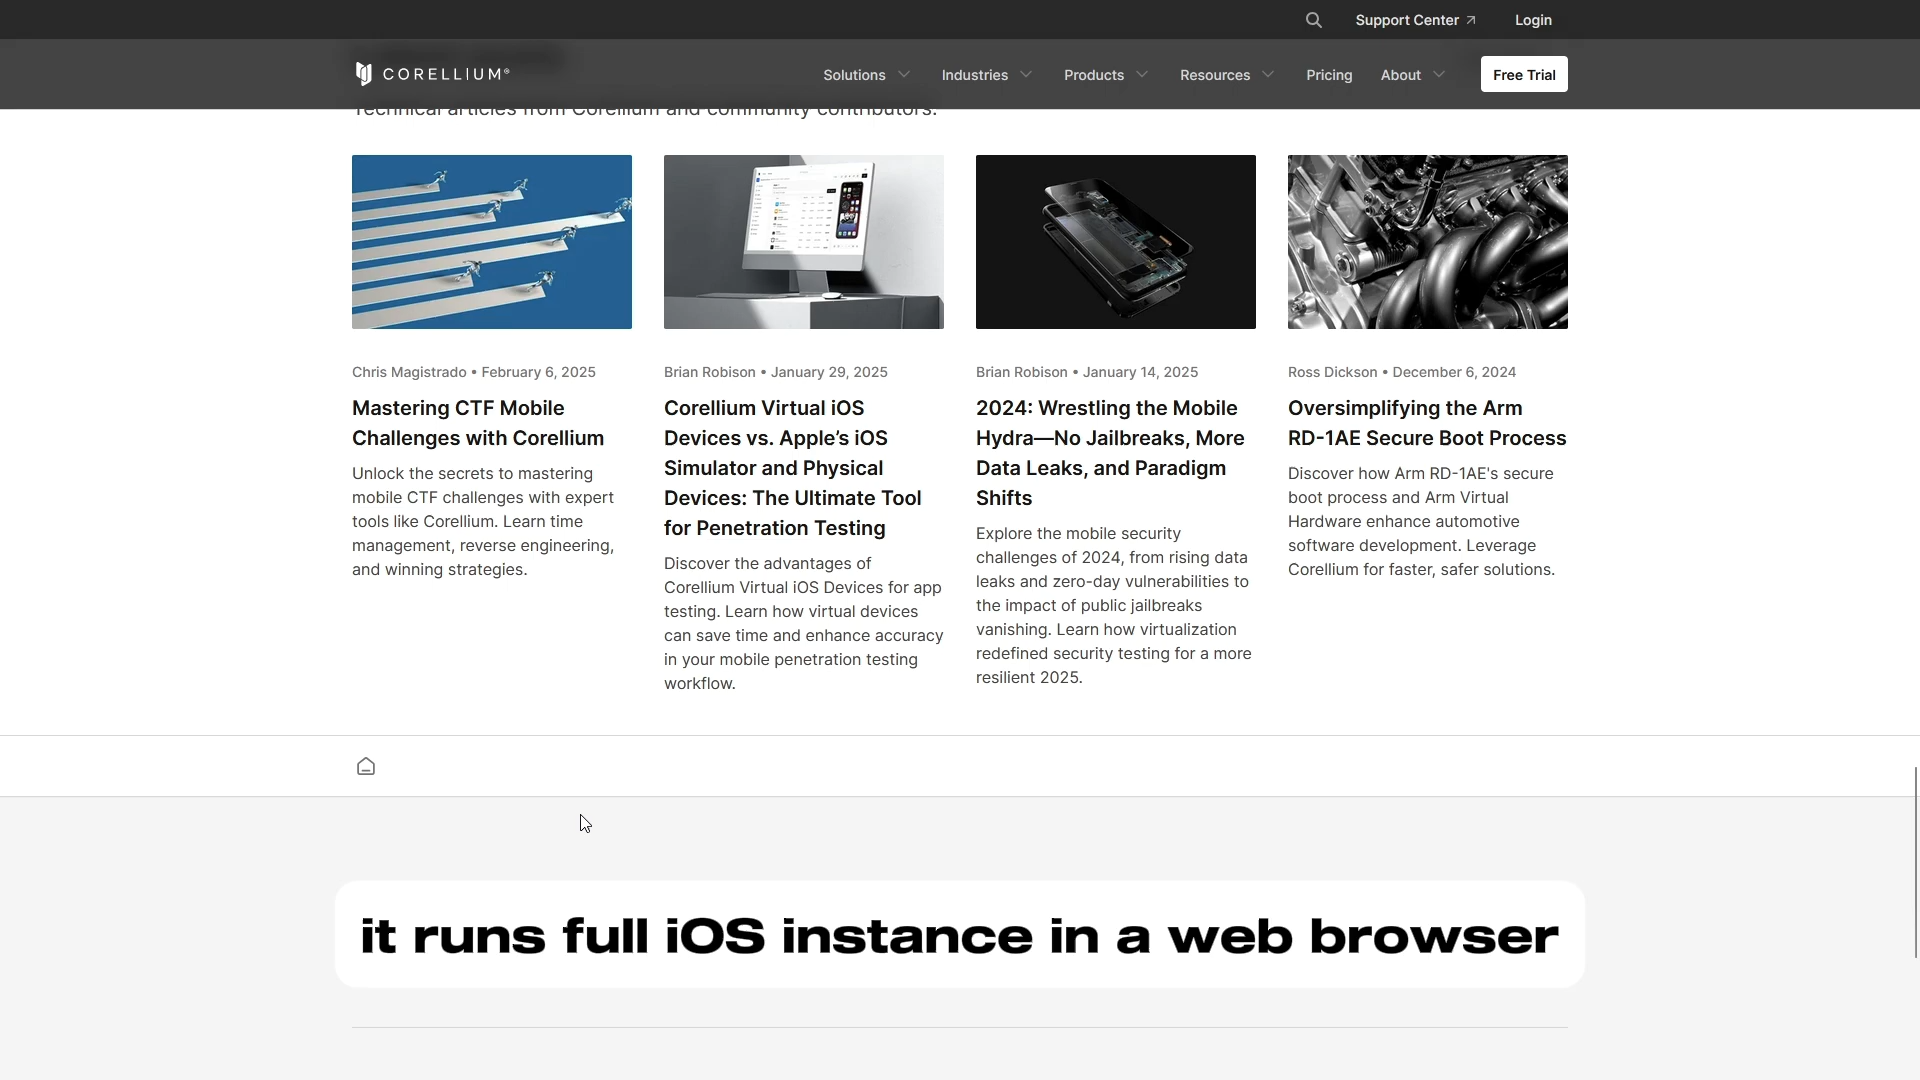 Support Center
Login
CORELLIUM®
Solutions
Industries
Products
Resources
Pricing
About
Free Trial
Technical articles from Corellium and community contributors.
Chris Magistrado • February 6, 2025
Mastering CTF Mobile
Challenges with Corellium
Unlock the secrets to mastering
mobile CTF challenges with expert
tools like Corellium. Learn time
management, reverse engineering,
and winning strategies.
Brian Robison • January 29, 2025
Corellium Virtual iOS
Devices vs. Apple’s iOS
Simulator and Physical
Devices: The Ultimate Tool
for Penetration Testing
Discover the advantages of
Corellium Virtual iOS Devices for app
testing. Learn how virtual devices
can save time and enhance accuracy
in your mobile penetration testing
workflow.
Brian Robison • January 14, 2025
2024: Wrestling the Mobile
Hydra—No Jailbreaks, More
Data Leaks, and Paradigm
Shifts
Explore the mobile security
challenges of 2024, from rising data
leaks and zero-day vulnerabilities to
the impact of public jailbreaks
vanishing. Learn how virtualization
redefined security testing for a more
resilient 2025.
Ross Dickson • December 6, 2024
Oversimplifying the Arm
RD-1AE Secure Boot Process
Discover how Arm RD-1AE's secure
boot process and Arm Virtual
Hardware enhance automotive
software development. Leverage
Corellium for faster, safer solutions.
it runs full iOS instance in a web browser